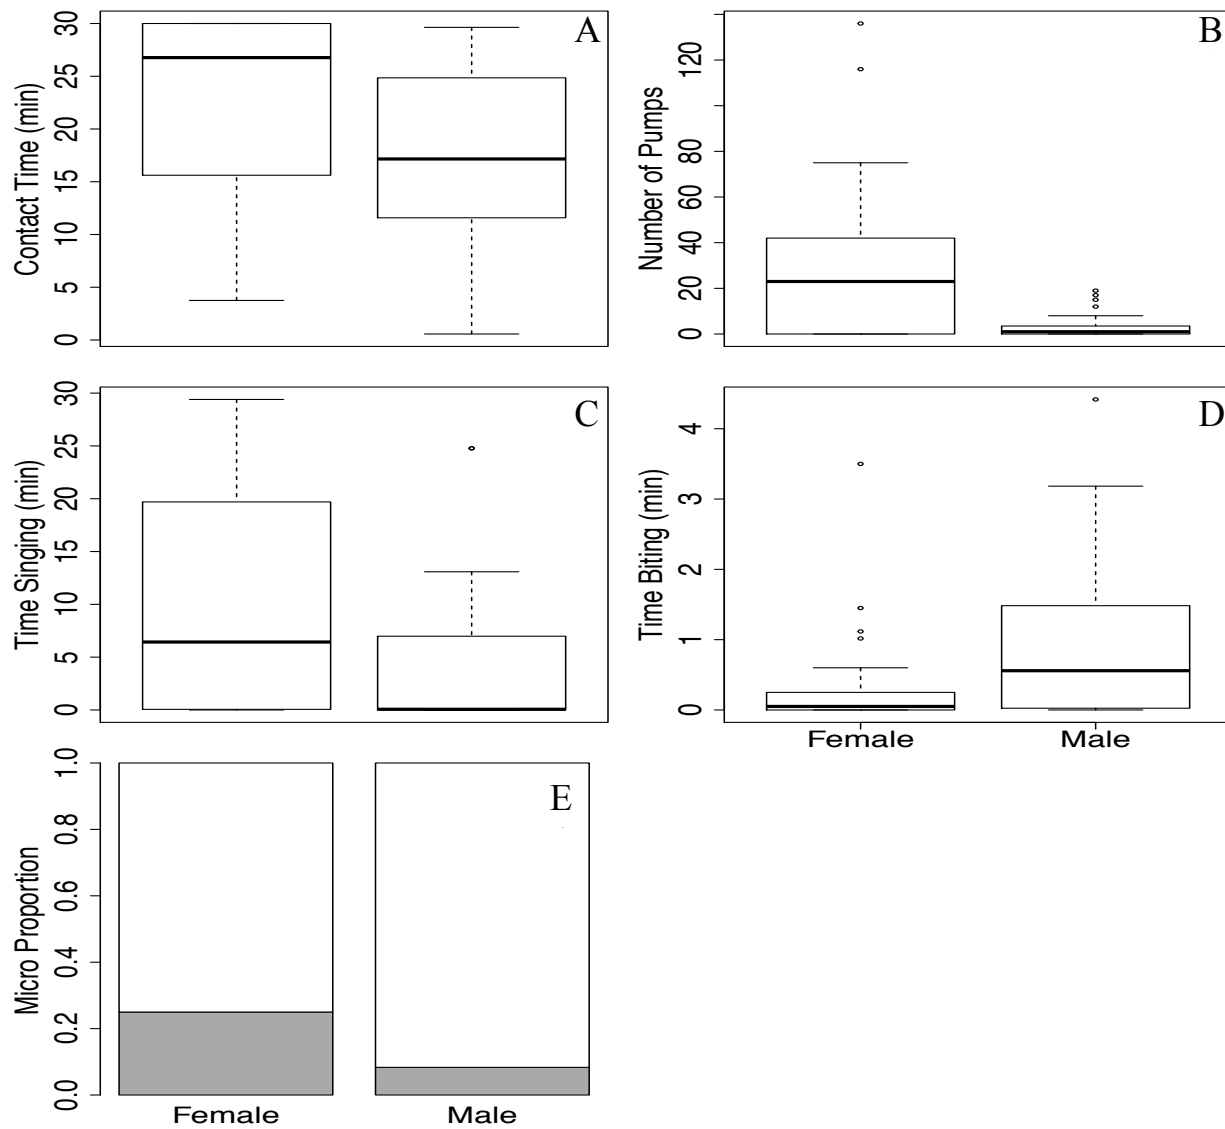 A
Contact Time (min)
0
5
10
15
20
25
30
B
Number of Pumps
0
20
40
60
80
120
C
Time Singing (min)
0
5
10
15
20
25
30
D
Time Biting (min)
0
1
2
3
4
Female
Male
E
Micro Proportion
0.0
0.2
0.4
0.6
0.8
1.0
Female
Male